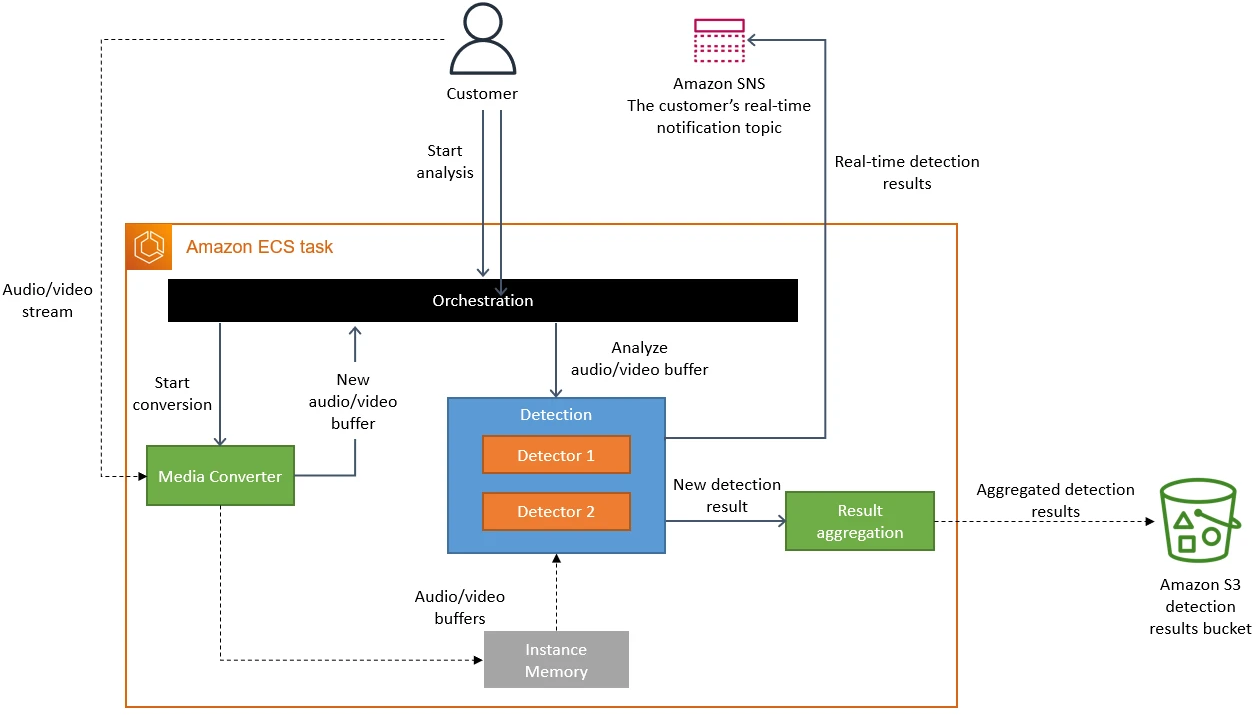 Customer
Amazon SNS
The customer's real-time
notification topic
Start
analysis
Real-time detection
results
Amazon ECS task
Audio/video
stream
Orchestration
Analyze
audio/video buffer
Start
conversion
New
audio/video
buffer
Detection
Detector 1
Detector 2
Media Converter
New detection
result
Result
aggregation
Aggregated detection
results
Audio/video
buffers
Instance
Memory
Amazon S3
detection
results bucket